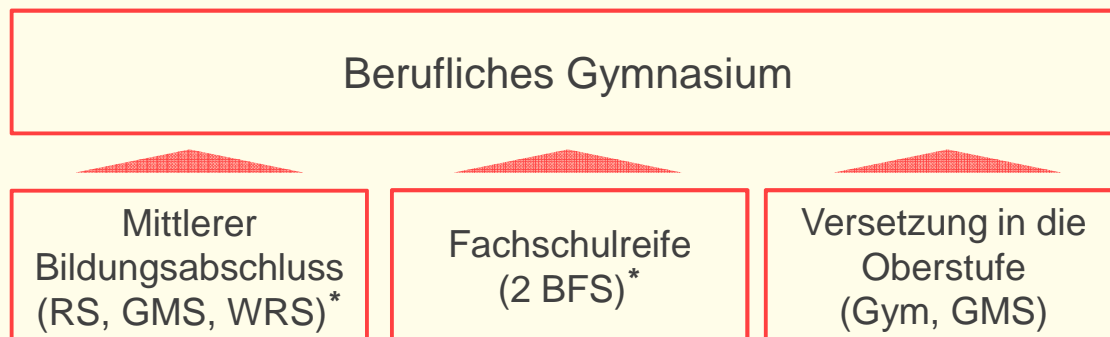 Berufliches Gymnasium
Mittlerer
Bildungsabschluss
(RS, GMS, WRS)*
Fachschulreife
(2 BFS)*
Versetzung in die
Oberstufe
(Gym, GMS)